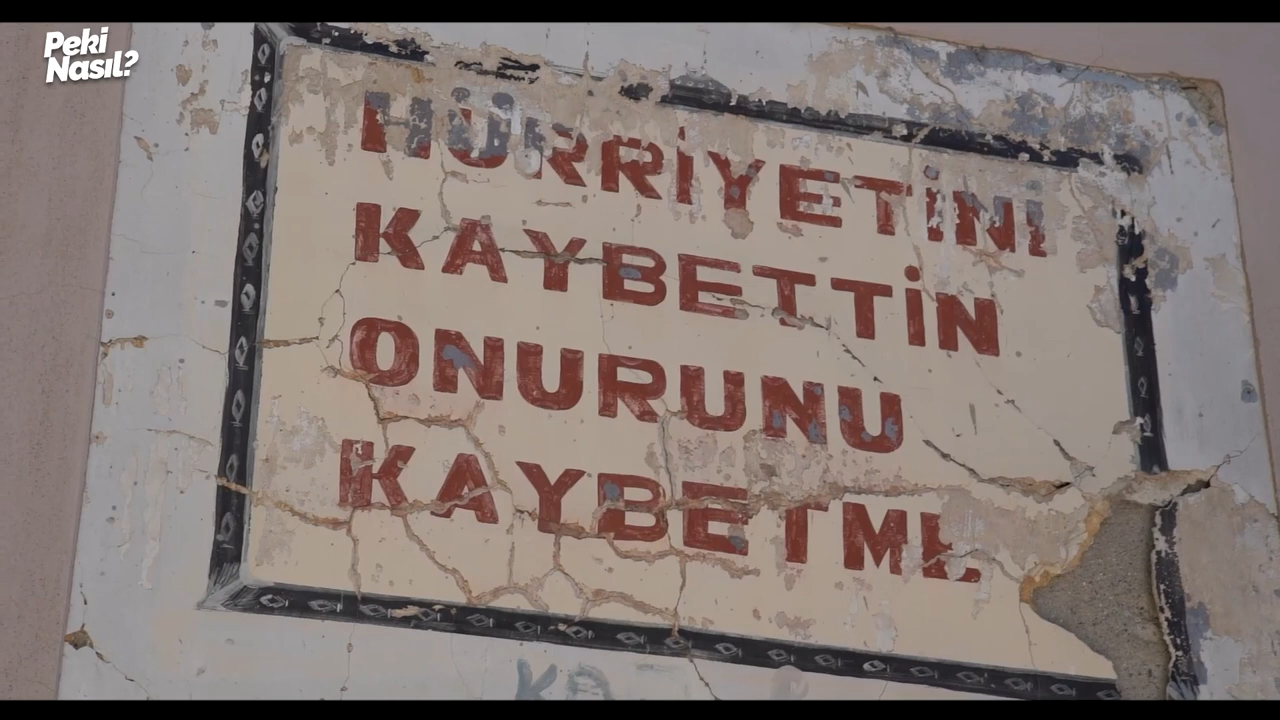 Peki
Nasıl?
HÜRRİYETİNİ
KAYBETTİN
ONURUNU
KAYBETME